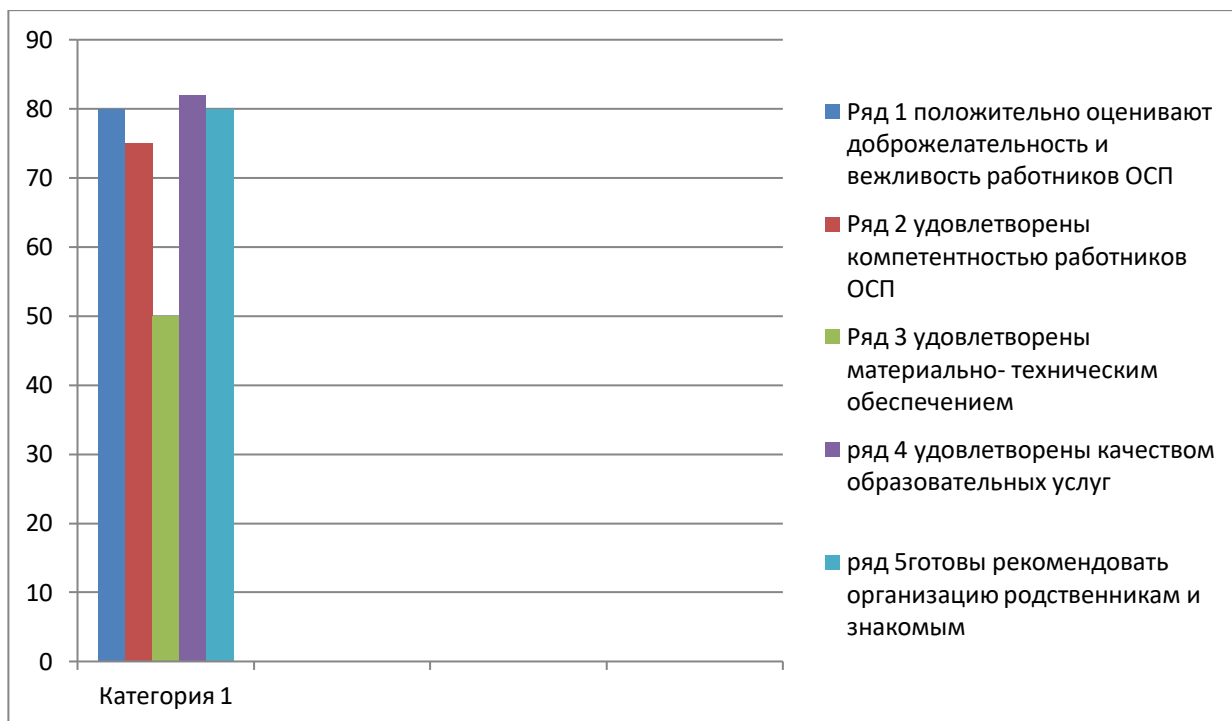 90
80
70
60
50
40
30
20
10
0
Категория 1
Ряд 1 положительно оценивают
доброжелательность и
вежливость работников ОСП
Ряд 2 удовлетворены
компетентностью работников
ОСП
Ряд 3 удовлетворены
материально- техническим
обеспечением
ряд 4 удовлетворены качеством
образовательных услуг
ряд 5готовы рекомендовать
организацию родственникам и
знакомым